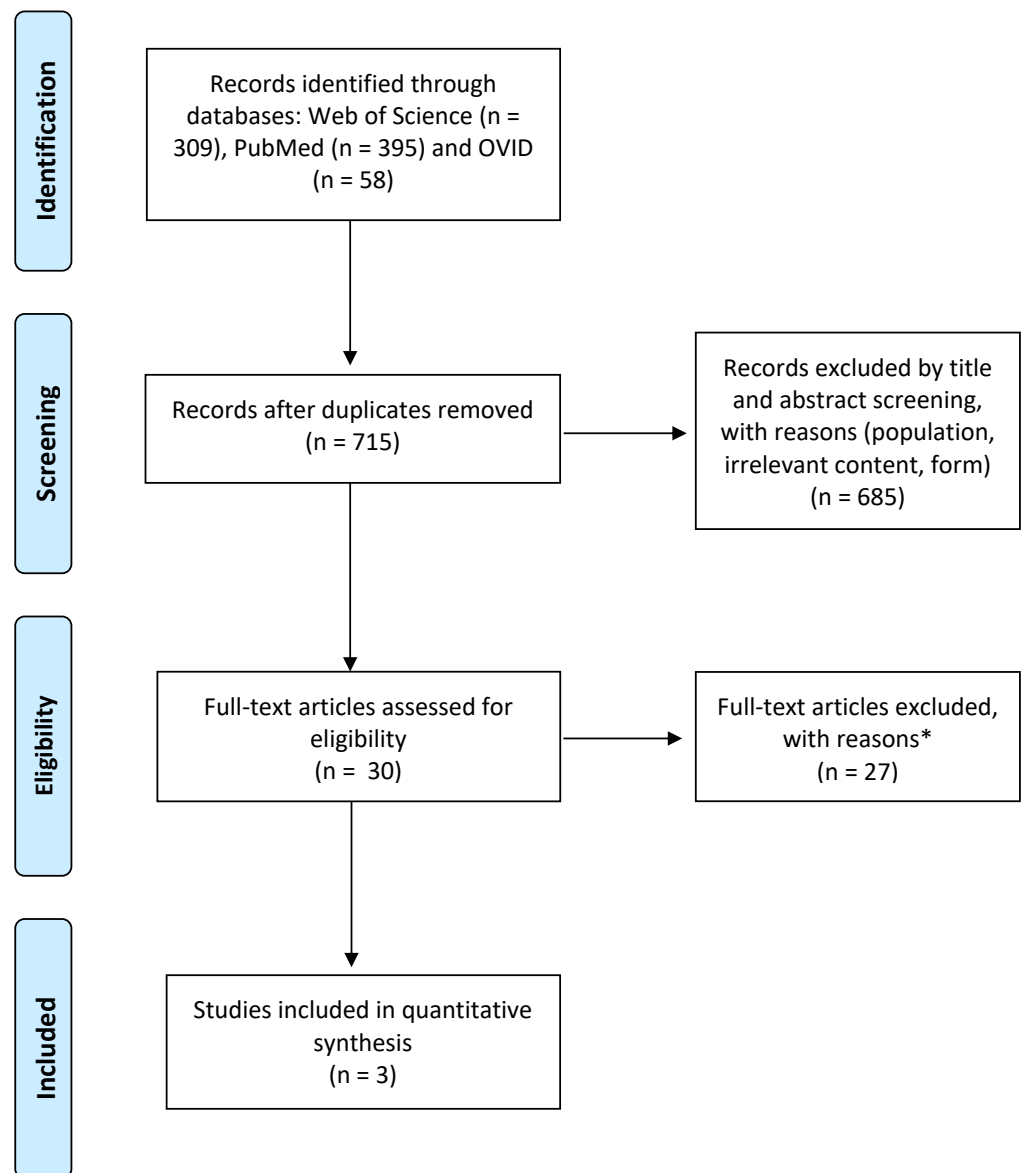 Identification
Records identified through
databases: Web of Science (n =
309), PubMed (n = 395) and OVID
(n = 58)
Screening
Records after duplicates removed
(n = 715)
Records excluded by title
and abstract screening,
with reasons (population,
irrelevant content, form)
(n = 685)
Eligibility
Full-text articles assessed for
eligibility
(n =  30)
Full-text articles excluded,
with reasons*
(n = 27)
Included
Studies included in quantitative
synthesis
(n = 3)